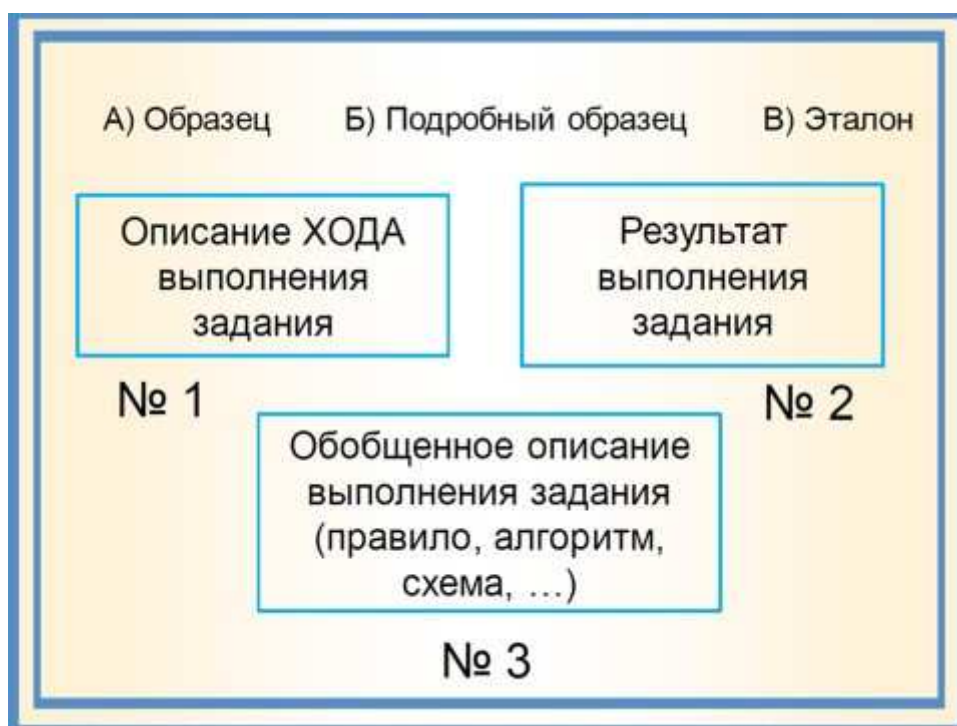 А) Образец Б) Подробный образец В) Эталон
Описание ХОДА
выполнения
задания
№ 1
Результат
выполнения
задания
№ 2
Обобщенное описание
выполнения задания
(правило, алгоритм,
схема, …)
№ 3